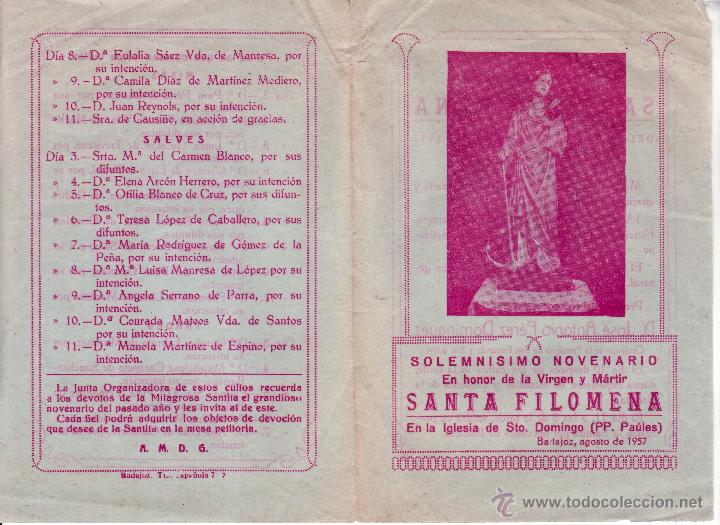 Día 8.—D.ª Eulalia Sáez Vda. de Manresa, por
su intención.
» 9.—D.ª Camila Díaz de Martínez Mediero,
por su intención.
» 10.—D. Juan Reynols, por su intención.
» 11.—Sra. de Causiñe, en acción de gracias.
SALVES
Día 3.—Srta. M.ª del Carmen Blanco, por sus
difuntos.
» 4.—D.ª Elena Arcón Herrero, por su intención
» 5.—D.ª Otilia Blanco de Cruz, por sus difun-
tos.
» 6.—D.ª Teresa López de Caballero, por sus
difuntos.
» 7.—D.ª María Rodríguez de Gómez de la
Peña, por su intención.
» 8.—D.ª M.ª Luisa Manresa de López por su
intención.
» 9.—D.ª Angela Serrano de Parra, por su
intención.
» 10.—D.ª Conrada Mateos Vda. de Santos
por su intención.
» 11.—D.ª Manola Martínez de Espino, por su
intención.
La Junta Organizadora de estos cultos recuerda
a los devotos de la Milagrosa Santita el grandioso
novenario del pasado año y les invita al de este.
Cada fiel podrá adquirir los objetos de devoción
que desee de la Santita en la mesa petitoria.
A. M. D. G.
Badajoz. Española
SOLEMNISIMO NOVENARIO
En honor de la Virgen y Mártir
SANTA FILOMENA
En la Iglesia de Sto. Domingo (PP. Paúles)
Badajoz, agosto de 1957
todocoleccion.net